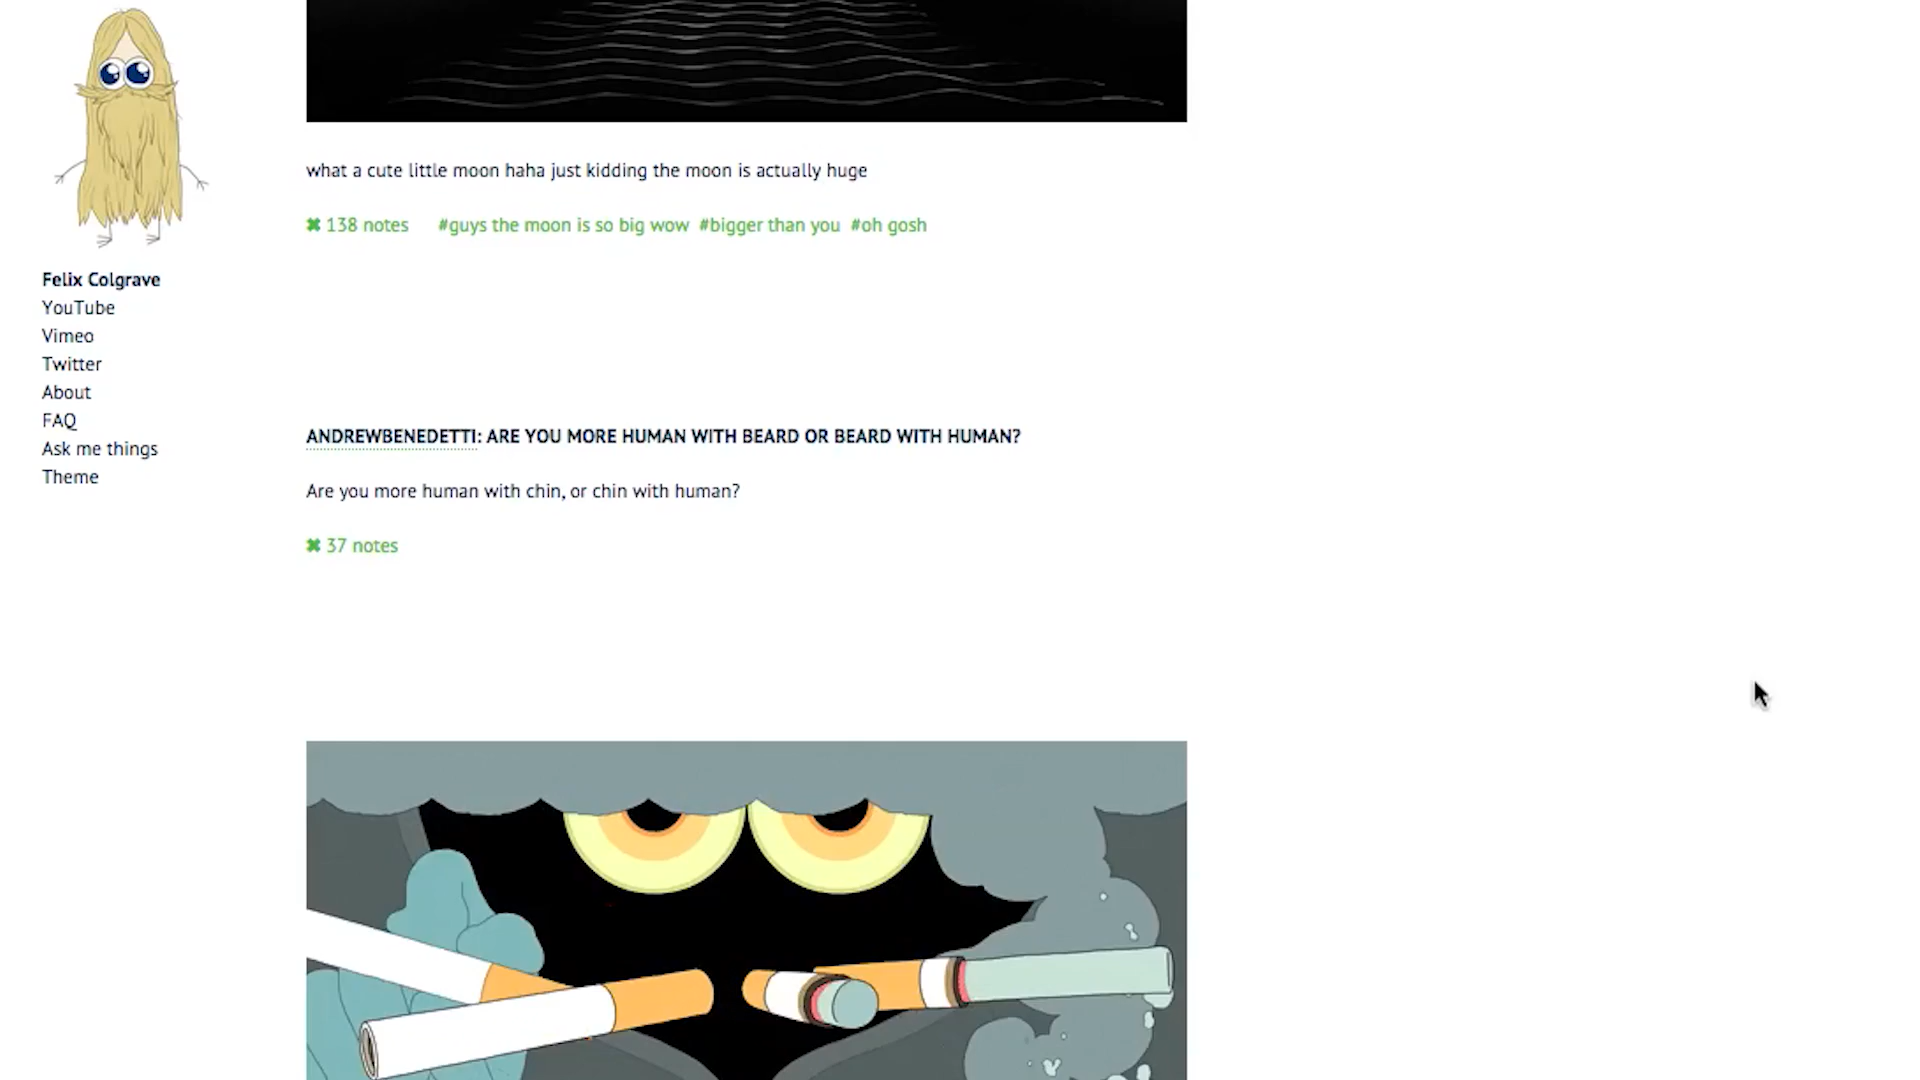 Felix Colgrave
YouTube
Vimeo
Twitter
About
FAQ
Ask me things
Theme
what a cute little moon haha just kidding the moon is actually huge
✖ 138 notes #guys the moon is so big wow #bigger than you #oh gosh
ANDREWBENEDETTI: ARE YOU MORE HUMAN WITH BEARD OR BEARD WITH HUMAN?
Are you more human with chin, or chin with human?
✖ 37 notes